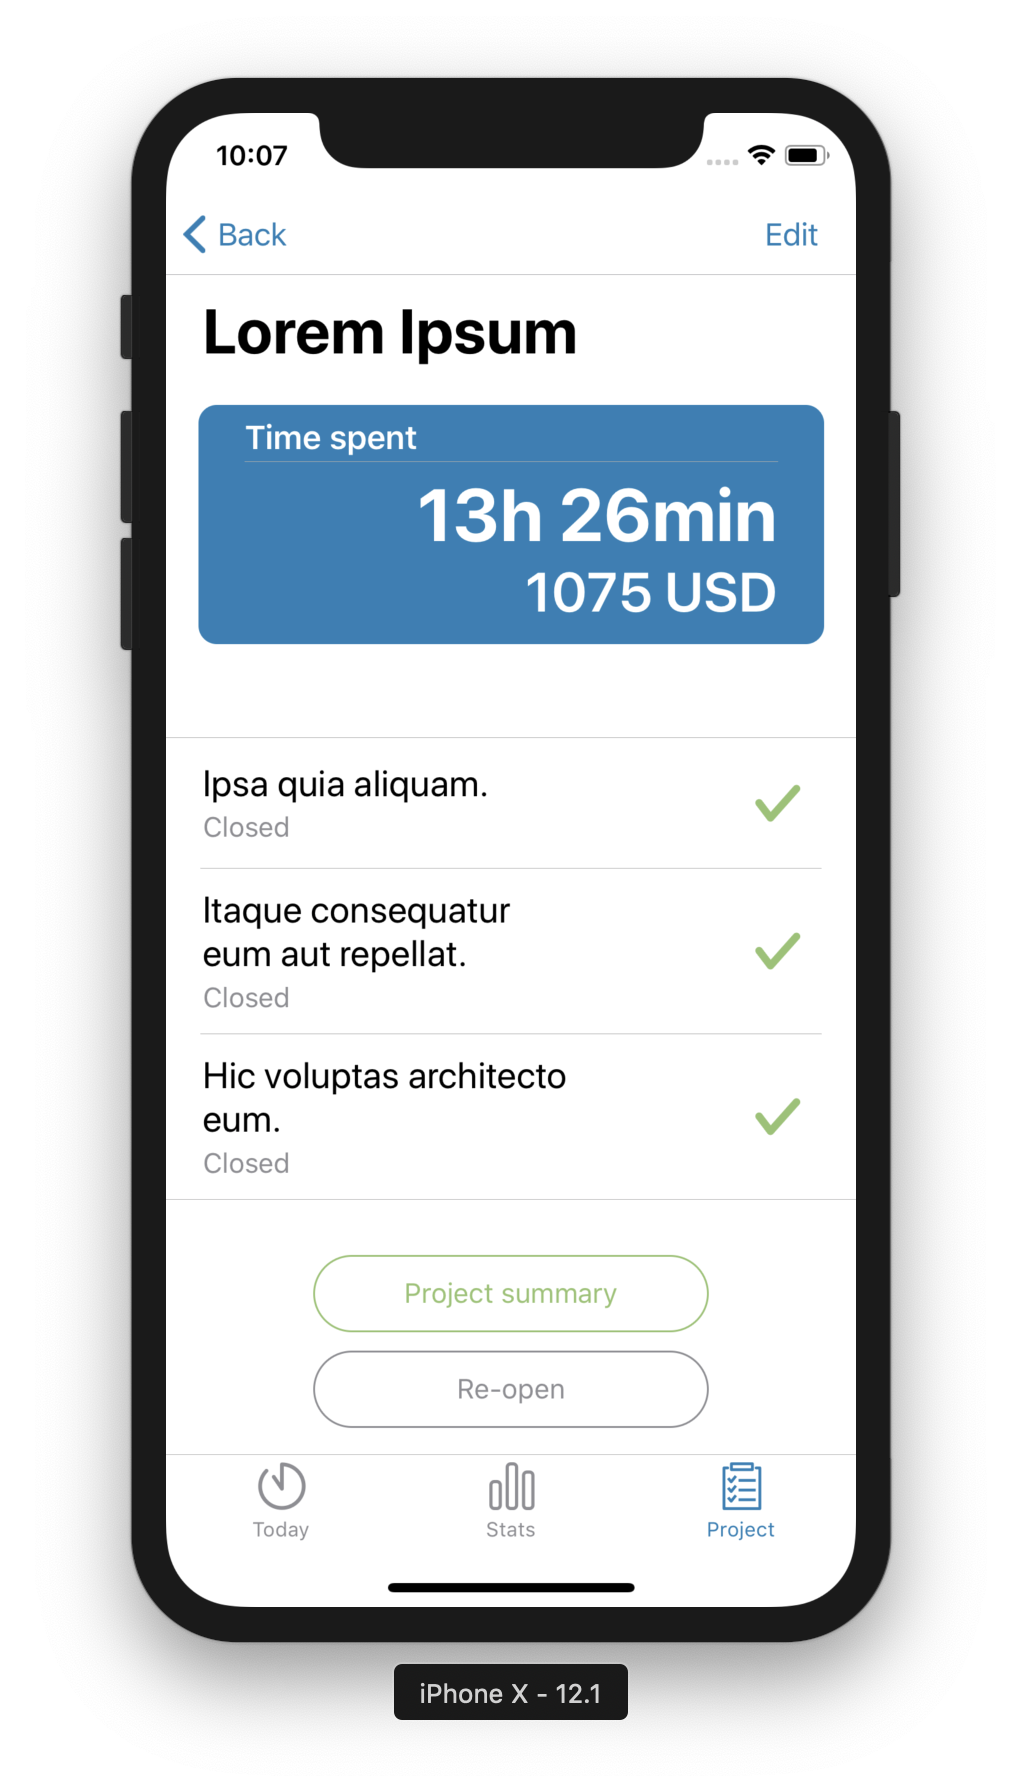 10:07
Back
Edit
Lorem Ipsum
Time spent
13h 26min
1075 USD
Ipsa quia aliquam.
Closed
Itaque consequatur
eum aut repellat.
Closed
Hic voluptas architecto
eum.
Closed
Project summary
Re-open
Today
Stats
Project
iPhone X - 12.1